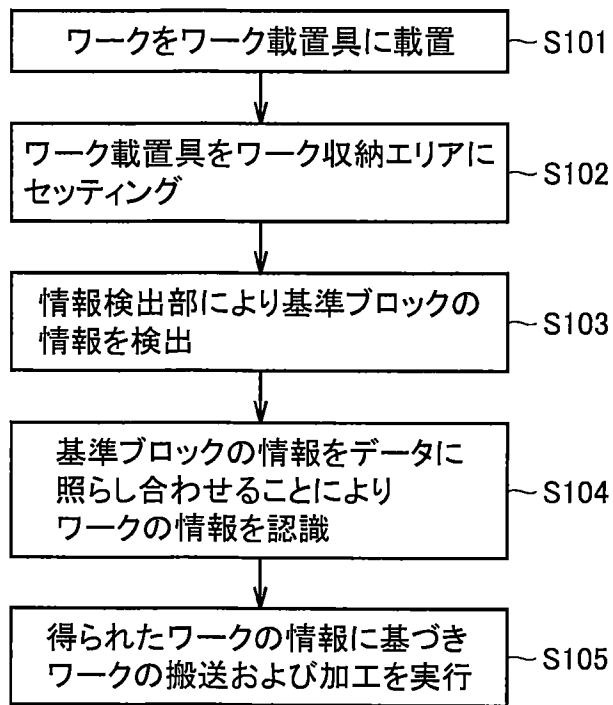 ワークをワーク載置具に載置
S101
ワーク載置具をワーク収納エリアに
セッティング
S102
情報検出部により基準ブロックの
情報を検出
S103
基準ブロックの情報をデータに
照らし合わせることにより
ワークの情報を認識
S104
得られたワークの情報に基づき
ワークの搬送および加工を実行
S105